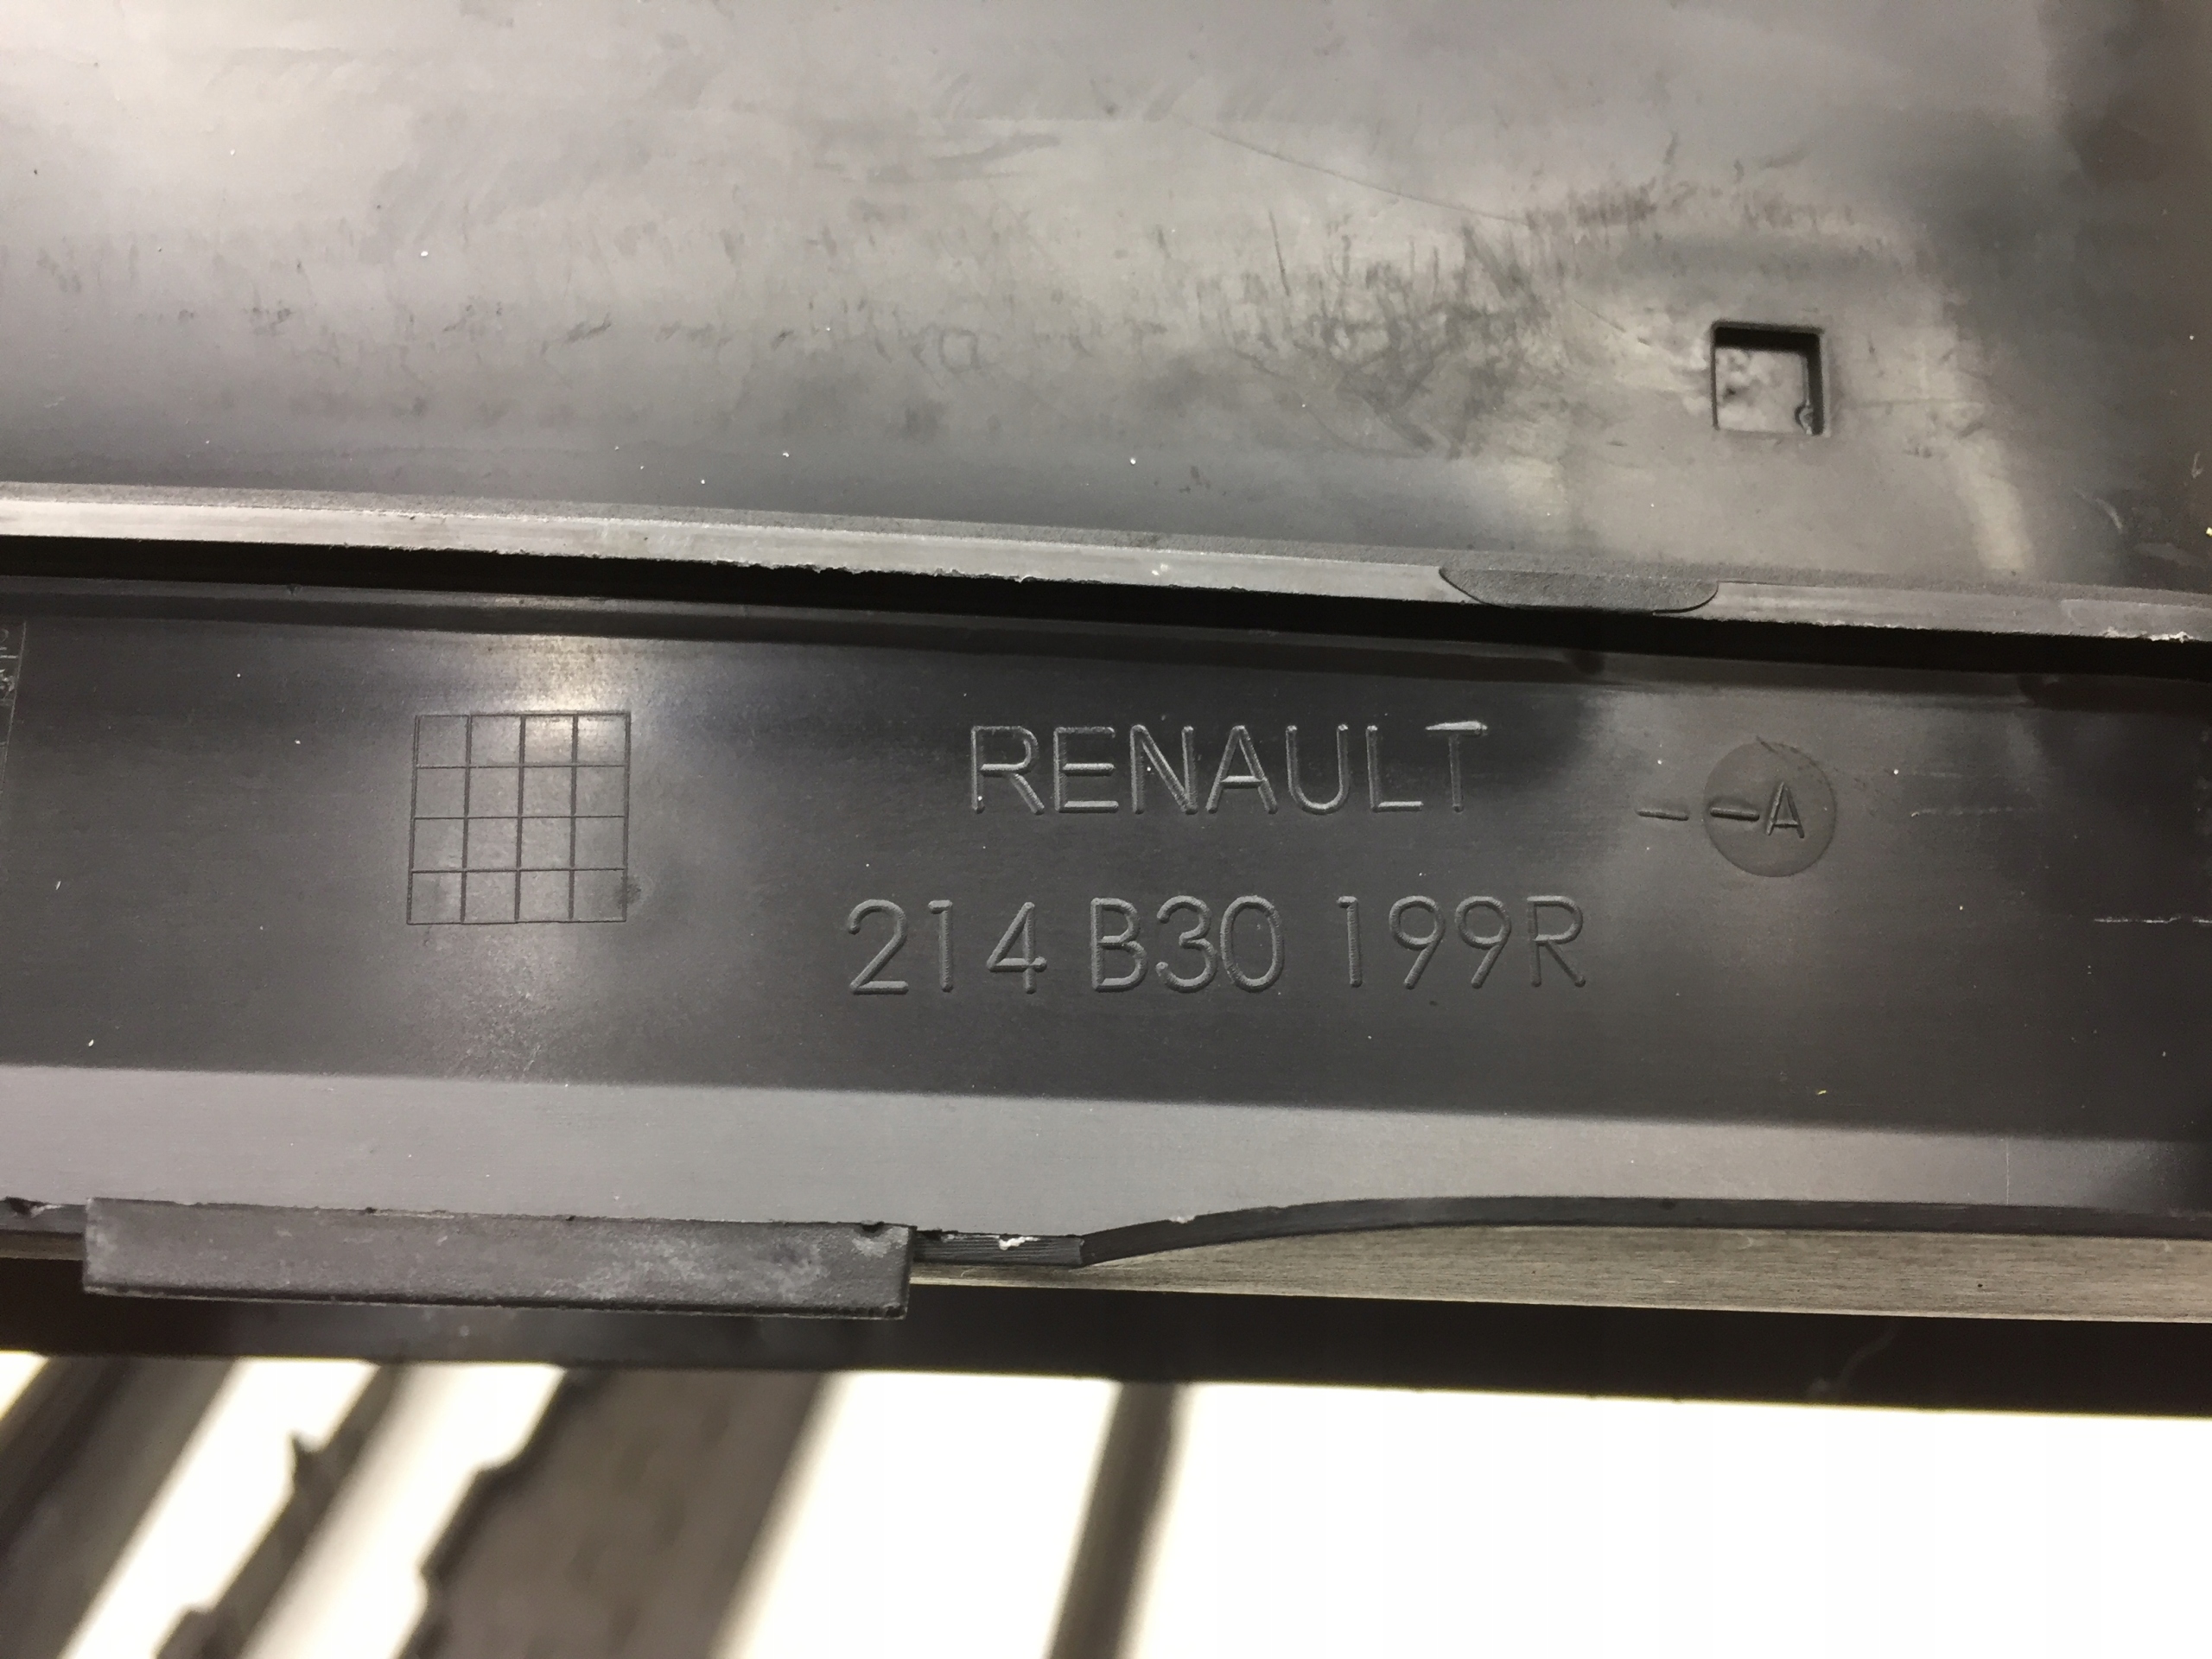 RENAULT
--A
214 B30 199R